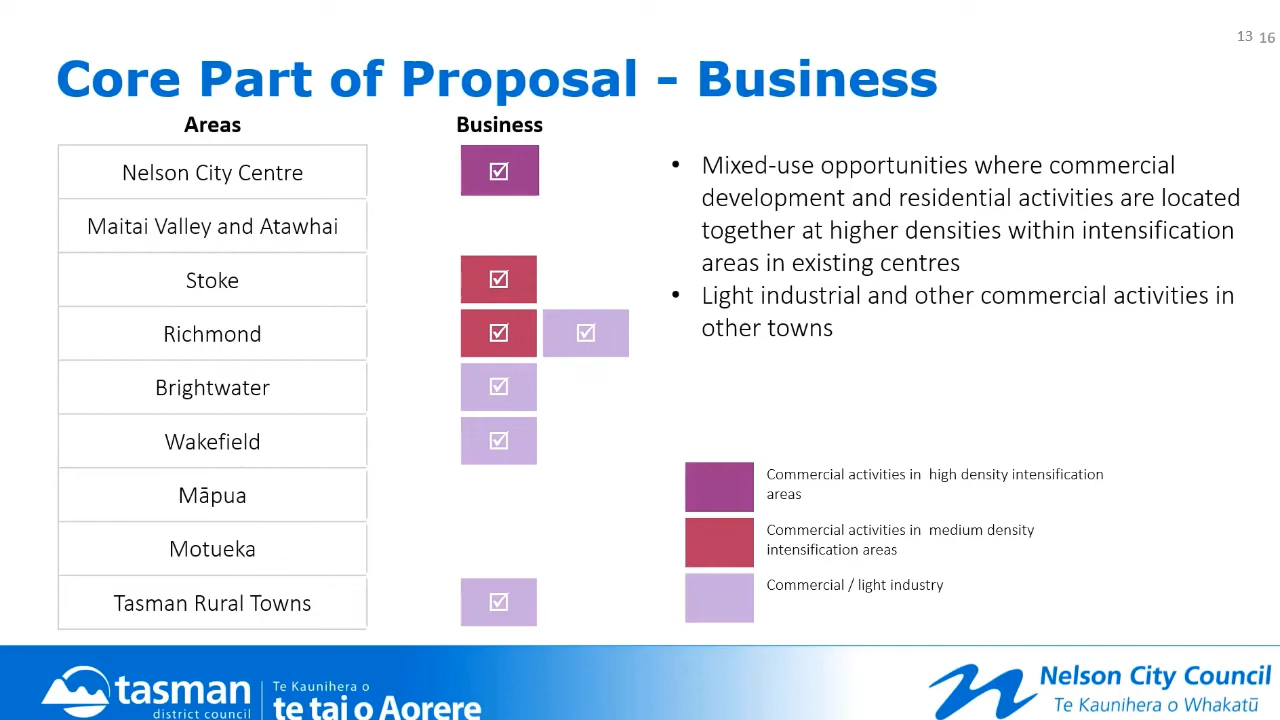 13 16
Core Part of Proposal - Business
Areas
Business
Nelson City Centre
Maitai Valley and Atawhai
Stoke
Richmond
Brightwater
Wakefield
Māpua
Motueka
Tasman Rural Towns
• Mixed-use opportunities where commercial
development and residential activities are located
together at higher densities within intensification
areas in existing centres
• Light industrial and other commercial activities in
other towns
Commercial activities in high density intensification
areas
Commercial activities in medium density
intensification areas
Commercial / light industry
tasman
district council
Te Kaunihera o
te tai o Aorere
Nelson City Council
Te Kaunihera o Whakatū